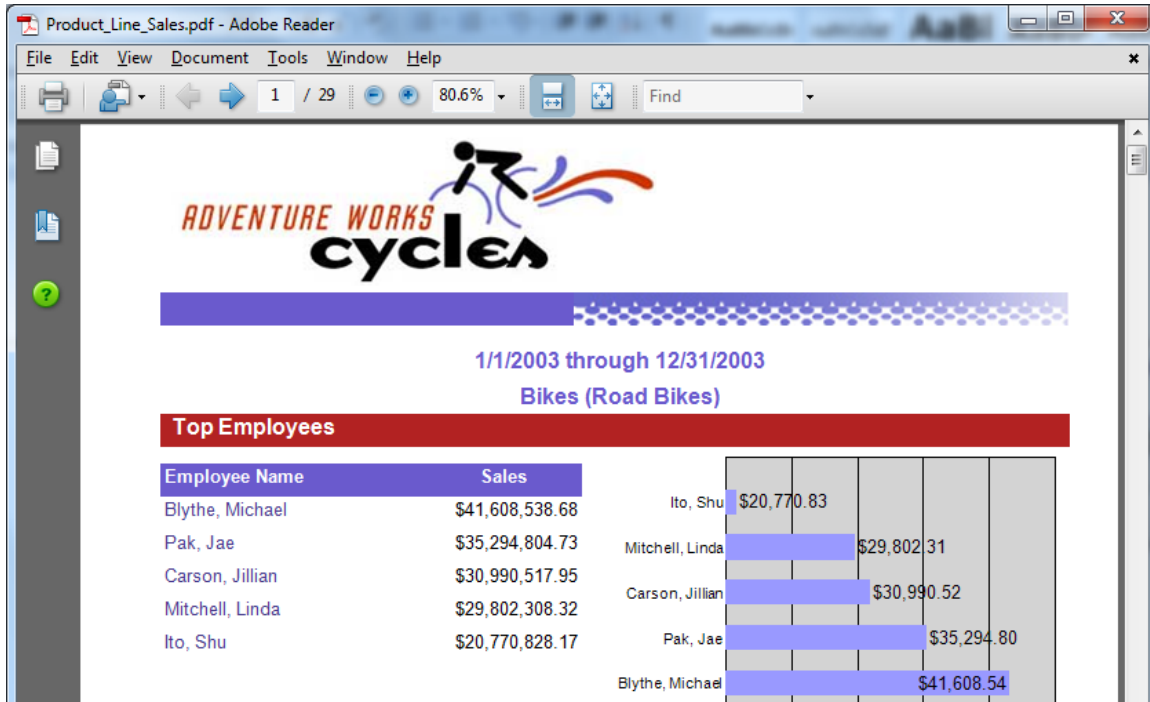 Product_Line_Sales.pdf - Adobe Reader
File Edit View Document Tools Window Help
1 / 29 80.6% Find
ADVENTURE WORKS
cycles
1/1/2003 through 12/31/2003
Bikes (Road Bikes)
Top Employees
Employee Name Sales
Blythe, Michael $41,608,538.68
Pak, Jae $35,294,804.73
Carson, Jillian $30,990,517.95
Mitchell, Linda $29,802,308.32
Ito, Shu $20,770,828.17
Ito, Shu $20,770.83
Mitchell, Linda $29,802.31
Carson, Jillian $30,990.52
Pak, Jae $35,294.80
Blythe, Michael $41,608.54